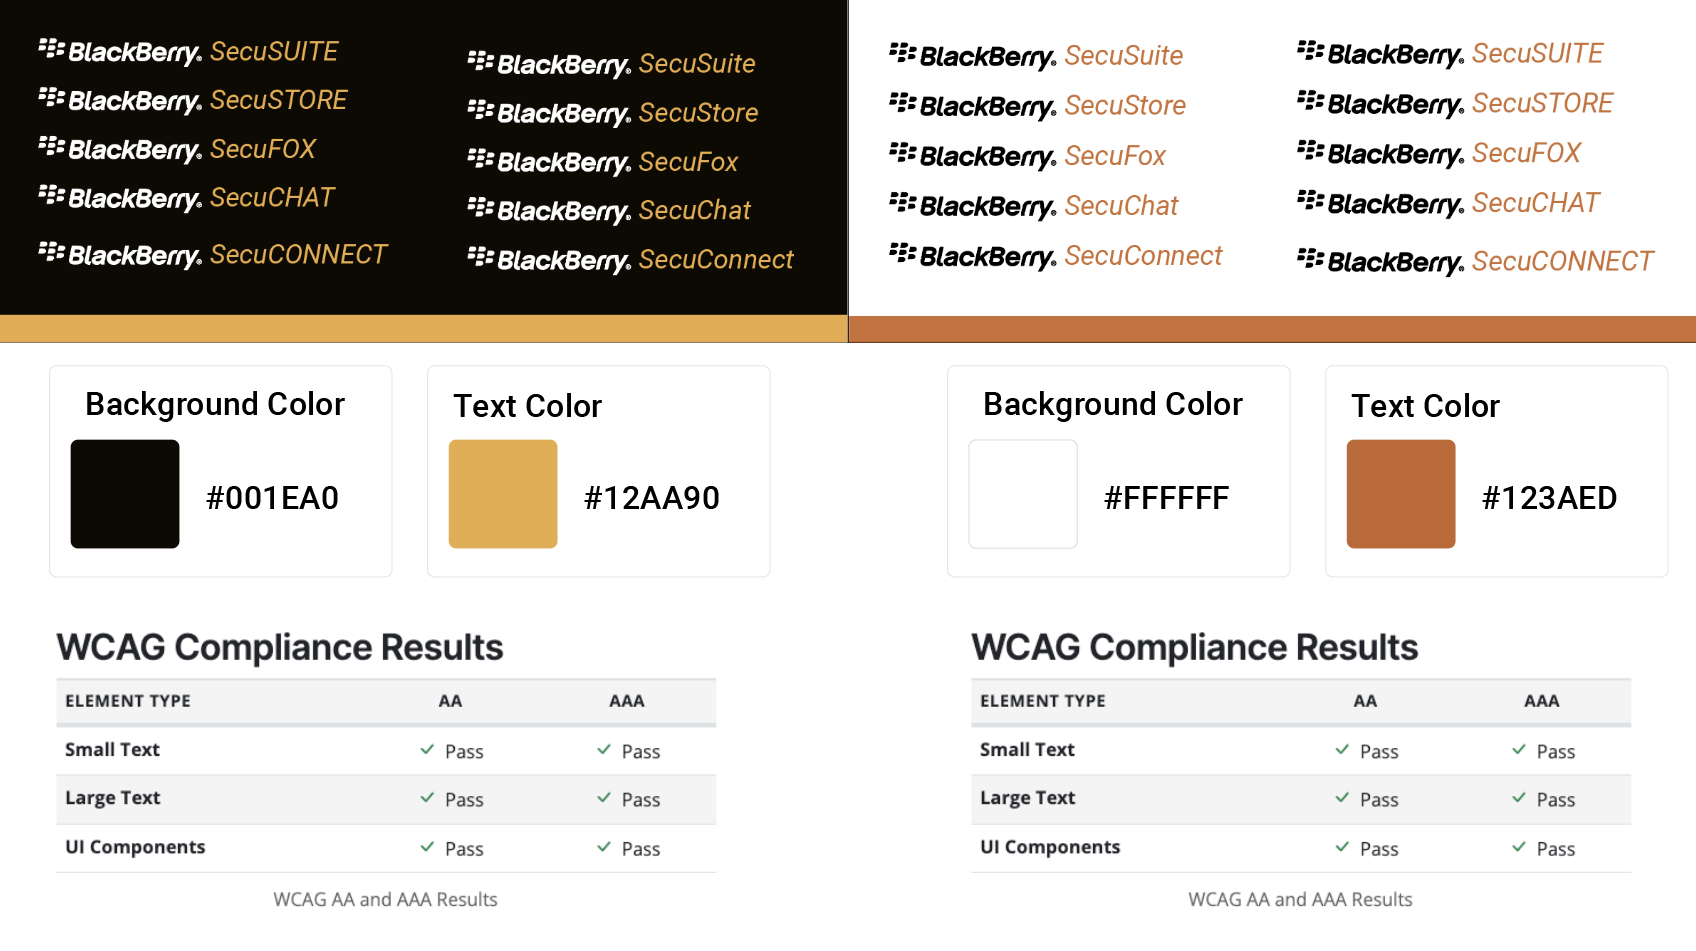 BlackBerry® SecuSUITE
BlackBerry® SecuSTORE
BlackBerry® SecuFOX
BlackBerry® SecuCHAT
BlackBerry® SecuCONNECT
BlackBerry® SecuSuite
BlackBerry® SecuStore
BlackBerry® SecuFox
BlackBerry® SecuChat
BlackBerry® SecuConnect
BlackBerry® SecuSuite
BlackBerry® SecuStore
BlackBerry® SecuFox
BlackBerry® SecuChat
BlackBerry® SecuConnect
BlackBerry® SecuSUITE
BlackBerry® SecuSTORE
BlackBerry® SecuFOX
BlackBerry® SecuCHAT
BlackBerry® SecuCONNECT
Background Color
#001EA0
Text Color
#12AA90
Background Color
#FFFFFF
Text Color
#123AED
WCAG Compliance Results
ELEMENT TYPE AA AAA
Small Text ✓ Pass ✓ Pass
Large Text ✓ Pass ✓ Pass
UI Components ✓ Pass ✓ Pass
WCAG AA and AAA Results
WCAG Compliance Results
ELEMENT TYPE AA AAA
Small Text ✓ Pass ✓ Pass
Large Text ✓ Pass ✓ Pass
UI Components ✓ Pass ✓ Pass
WCAG AA and AAA Results